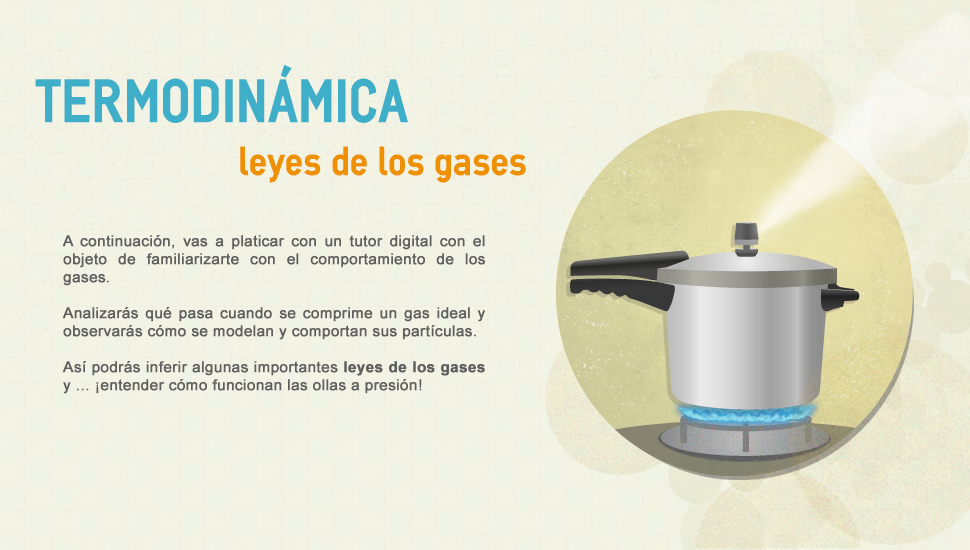 TERMODINÁMICA
leyes de los gases
A continuación, vas a platicar con un tutor digital con el
objeto de familiarizarte con el comportamiento de los
gases.
Analizarás qué pasa cuando se comprime un gas ideal y
observarás cómo se modelan y comportan sus partículas.
Así podrás inferir algunas importantes leyes de los gases
y ... ¡entender cómo funcionan las ollas a presión!